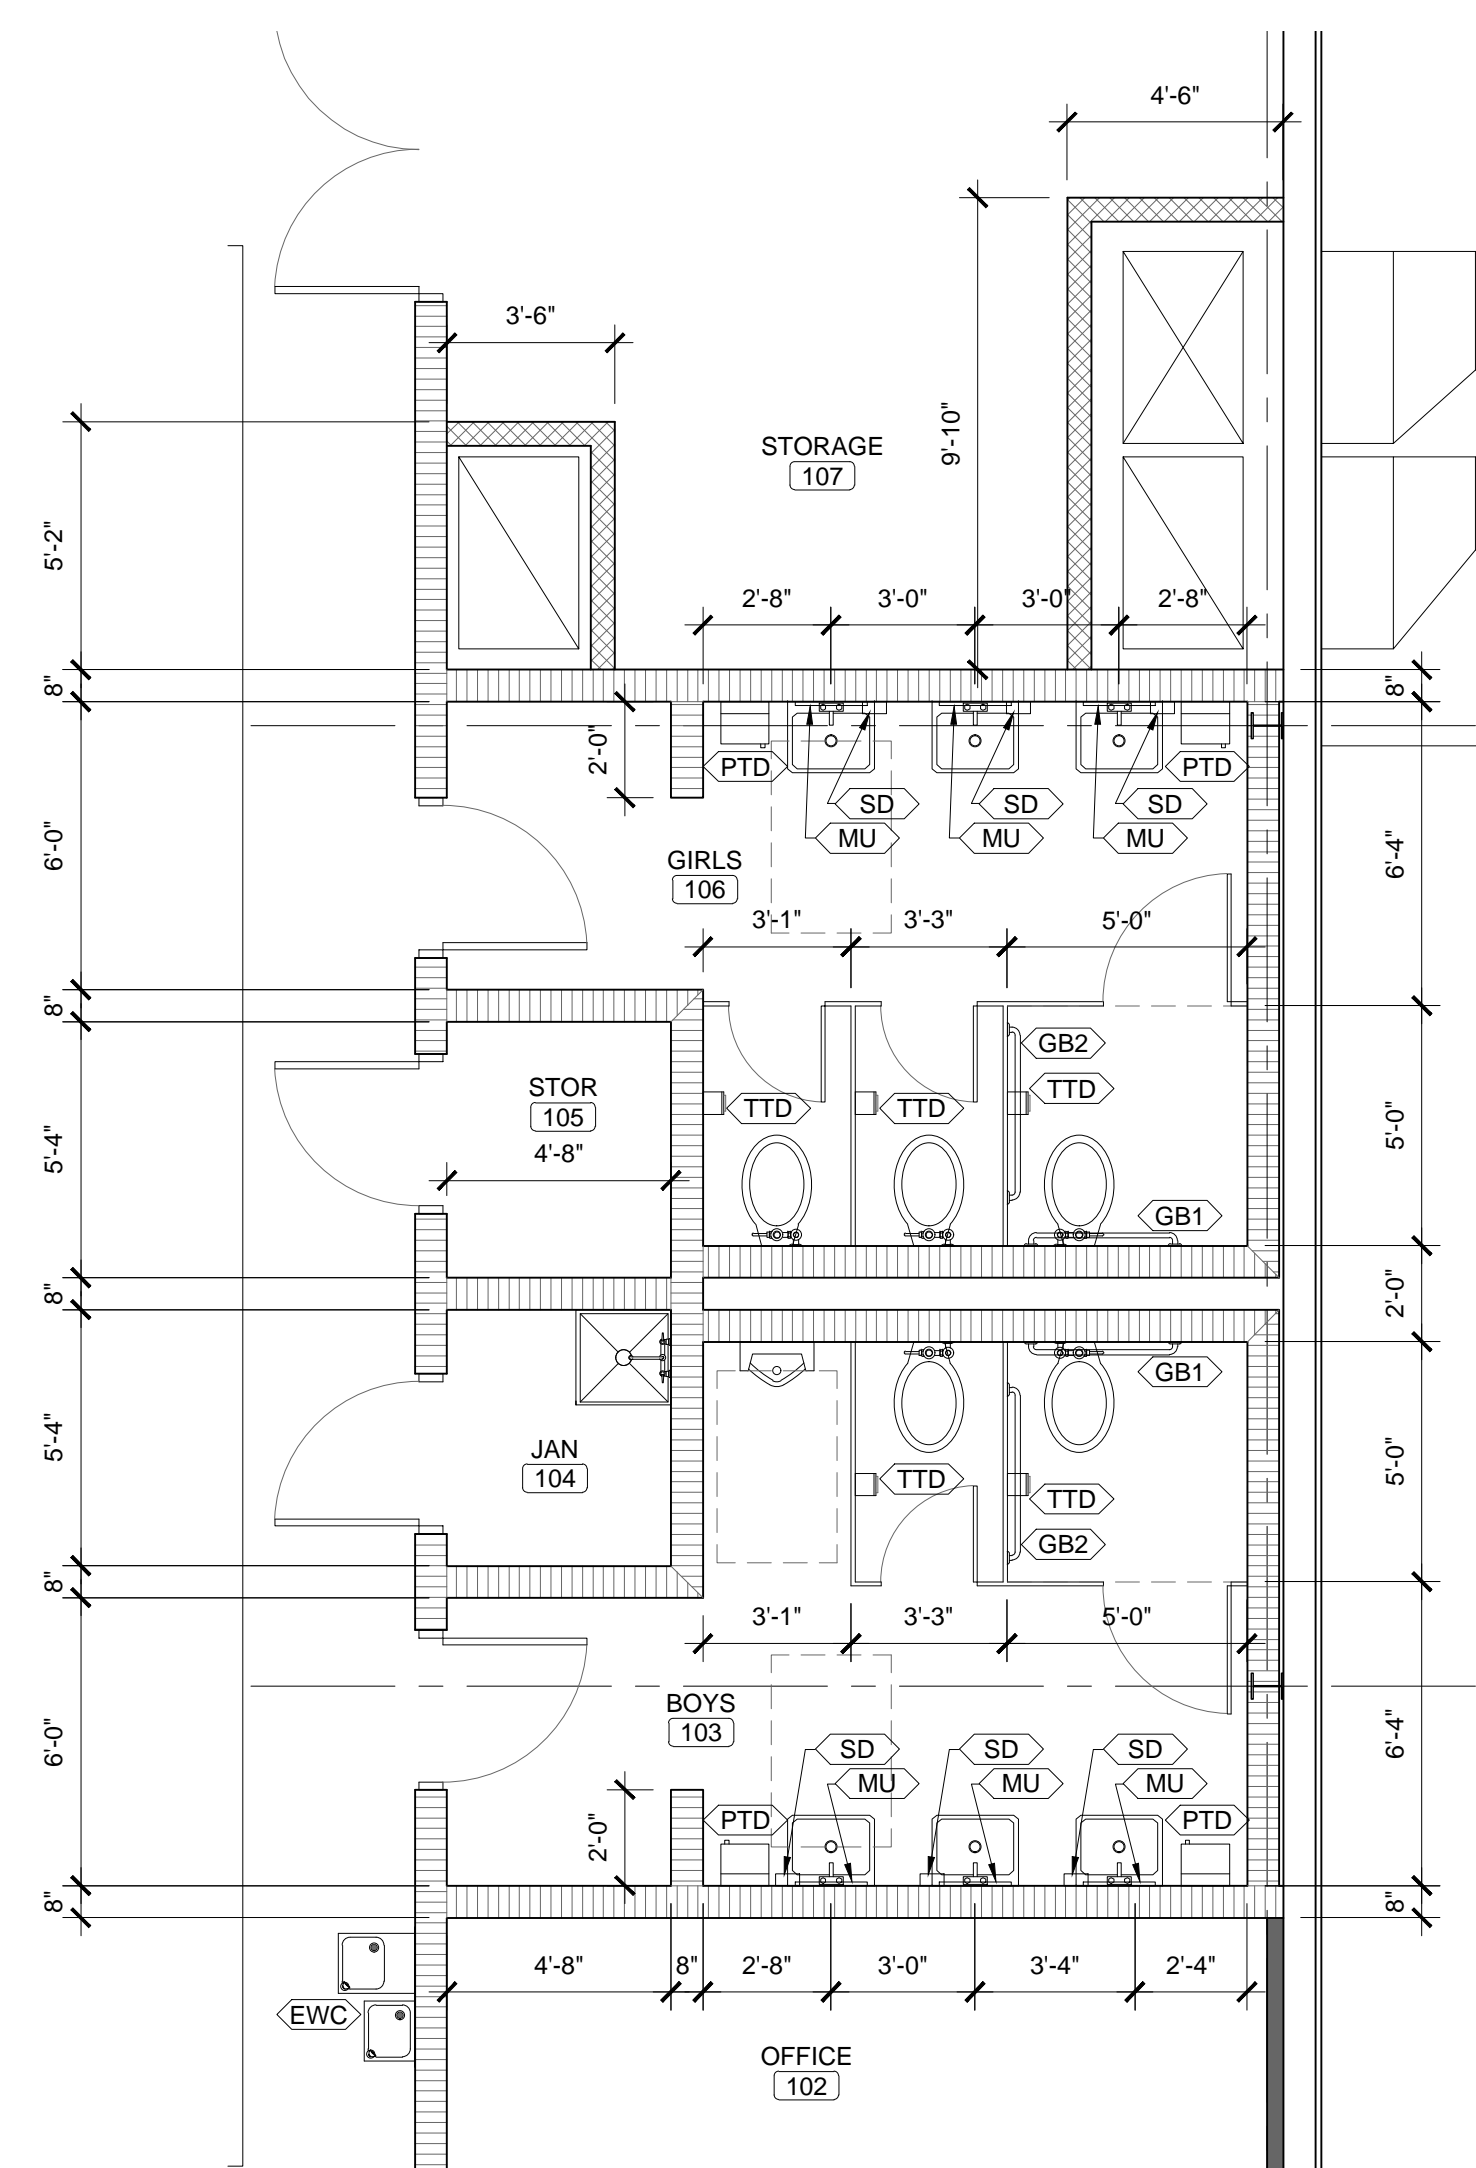 4'-6"
3'-6"
STORAGE
107
9'-10"
5'-2"
2'-8"
3'-0"
3'-0"
2'-8"
8"
8"
2'-0"
PTD
PTD
SD
SD
SD
MU
MU
MU
6'-0"
6'-4"
GIRLS
106
3'-1"
3'-3"
5'-0"
8"
GB2
TTD
TTD
TTD
STOR
105
4'-8"
5'-4"
5'-0"
GB1
8"
2'-0"
GB1
5'-4"
JAN
104
TTD
TTD
GB2
5'-0"
8"
3'-1"
3'-3"
5'-0"
BOYS
103
6'-0"
6'-4"
SD
SD
SD
MU
MU
MU
PTD
PTD
2'-0"
8"
8"
4'-8"
8"
2'-8"
3'-0"
3'-4"
2'-4"
EWC
OFFICE
102